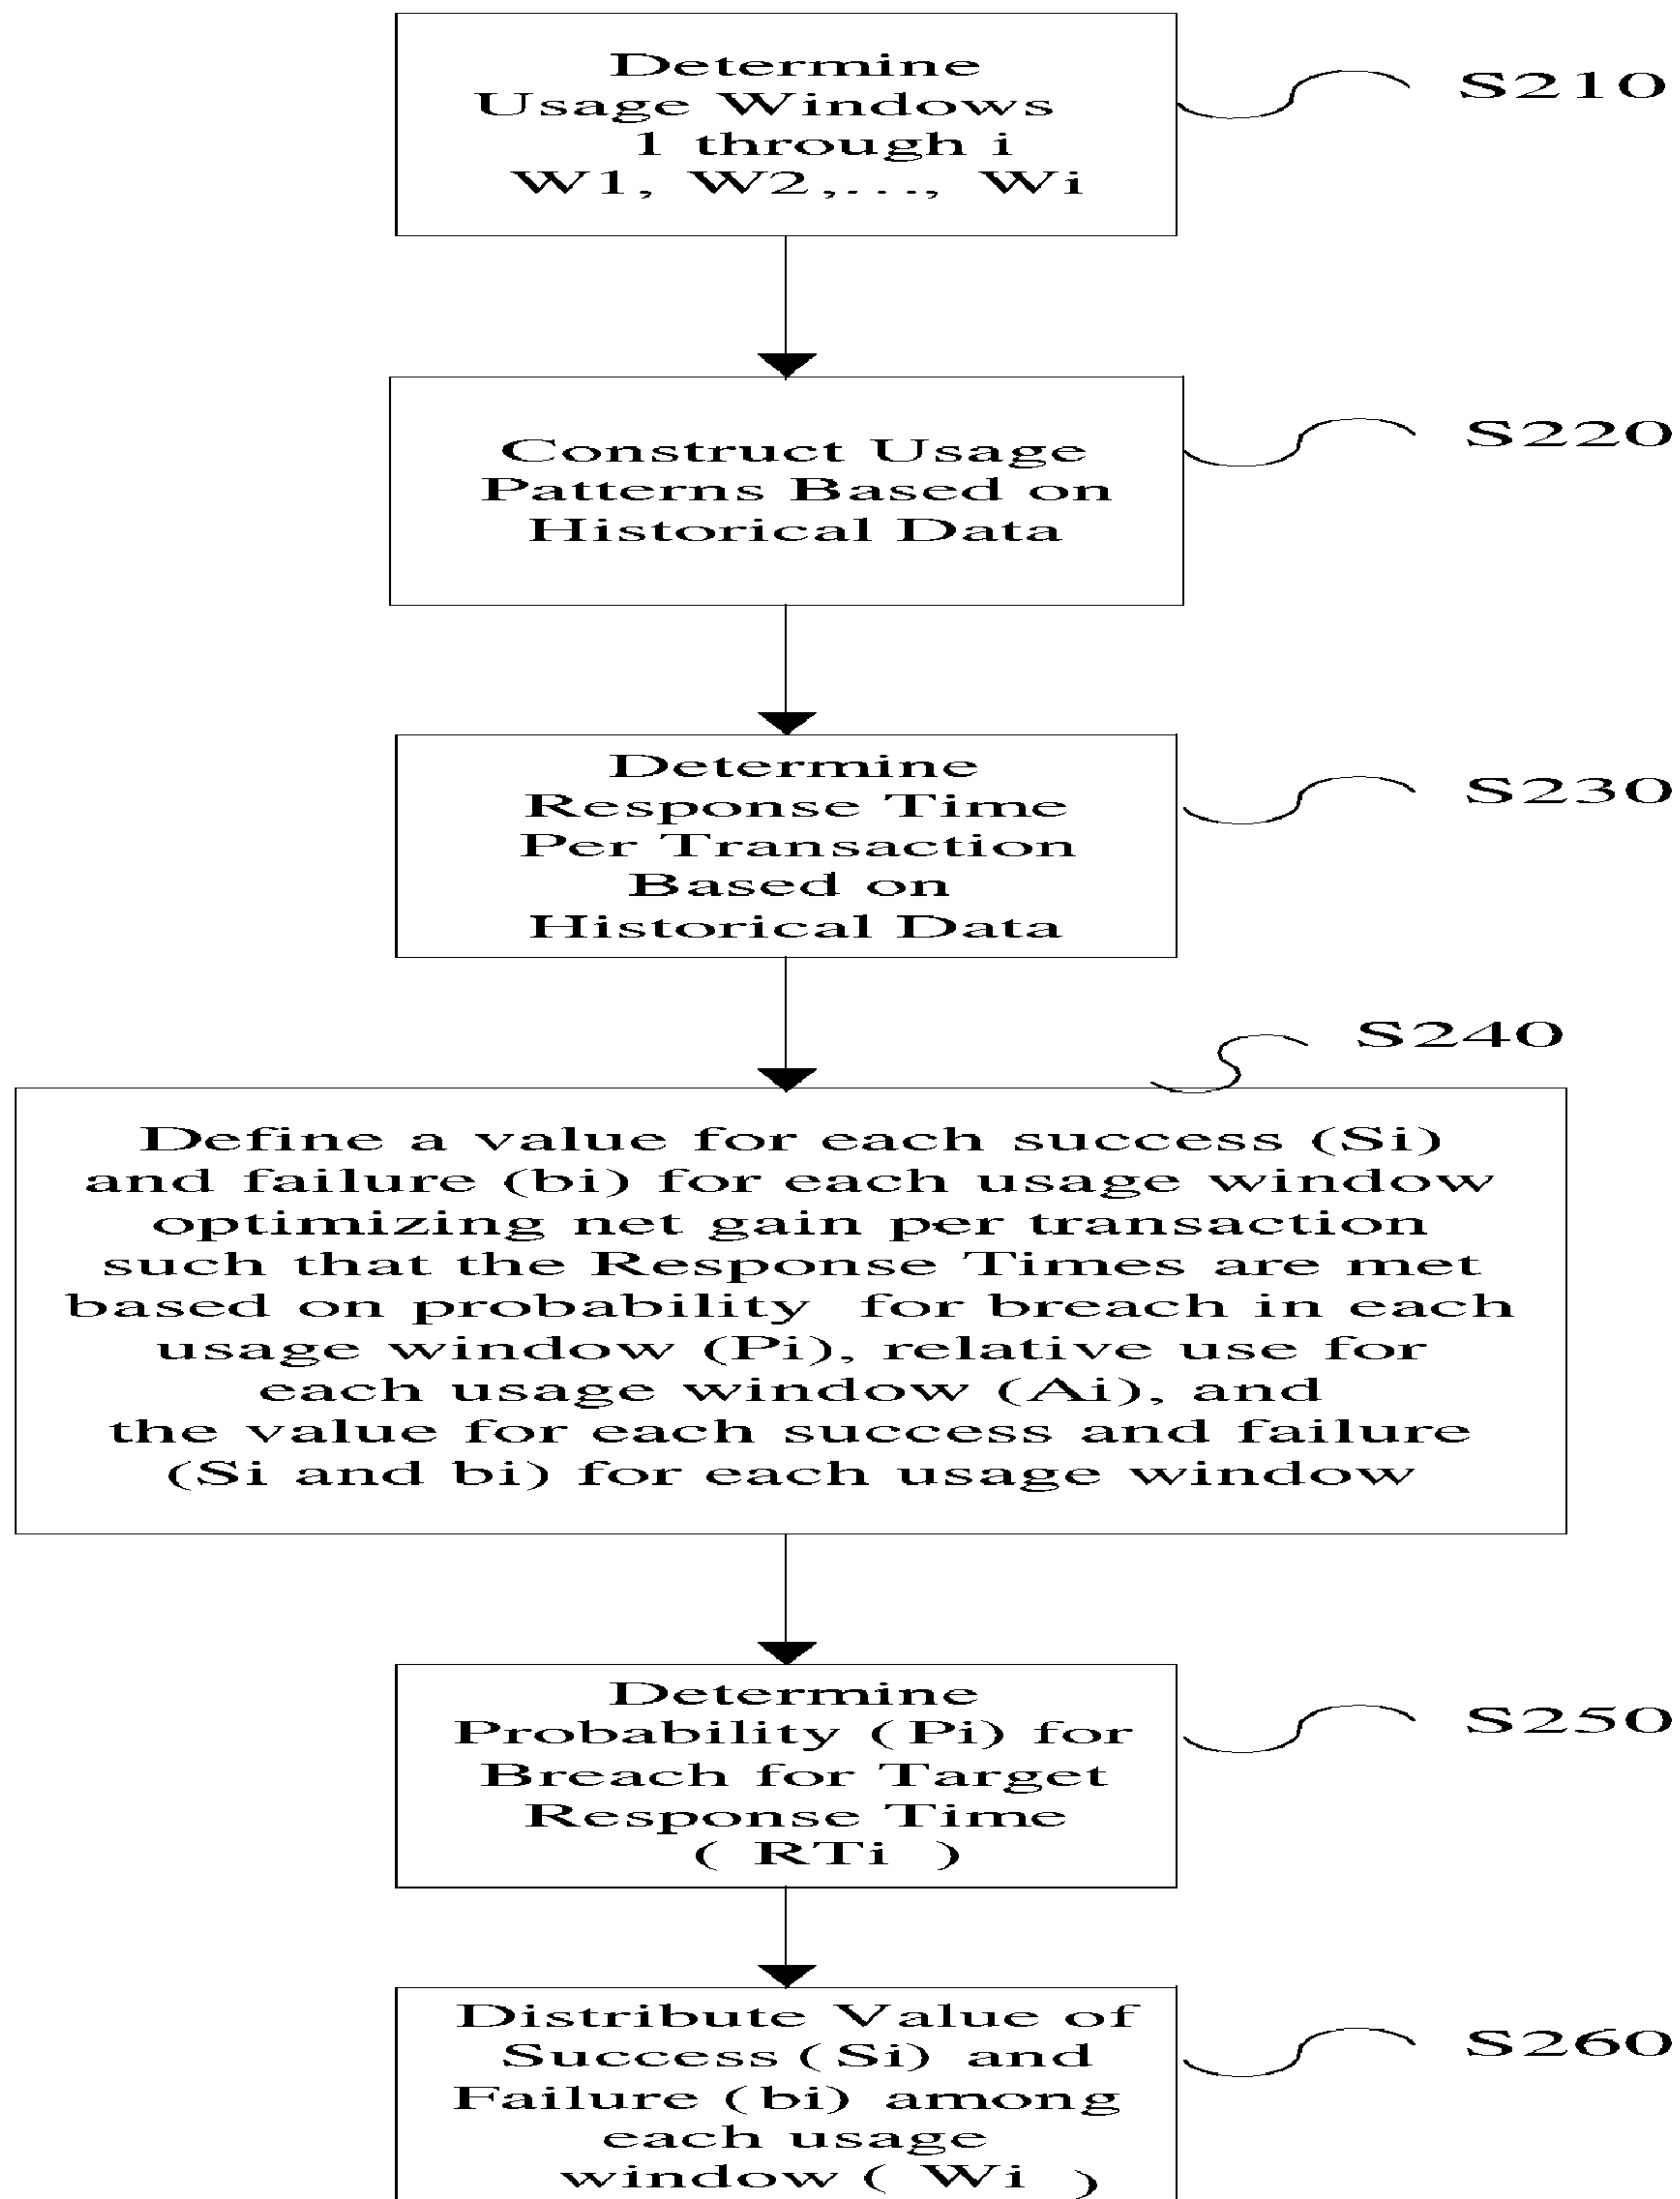 Determine
Usage Windows
1 through i
W1, W2,..., Wi
S210
Construct Usage
Patterns Based on
Historical Data
S220
Determine
Response Time
Per Transaction
Based on
Historical Data
S230
S240
Define a value for each success (Si)
and failure (bi) for each usage window
optimizing net gain per transaction
such that the Response Times are met
based on probability for breach in each
usage window (Pi), relative use for
each usage window (Ai), and
the value for each success and failure
(Si and bi) for each usage window
Determine
Probability (Pi) for
Breach for Target
Response Time
( RTi )
S250
Distribute Value of
Success (Si) and
Failure (bi) among
each usage
window ( Wi )
S260